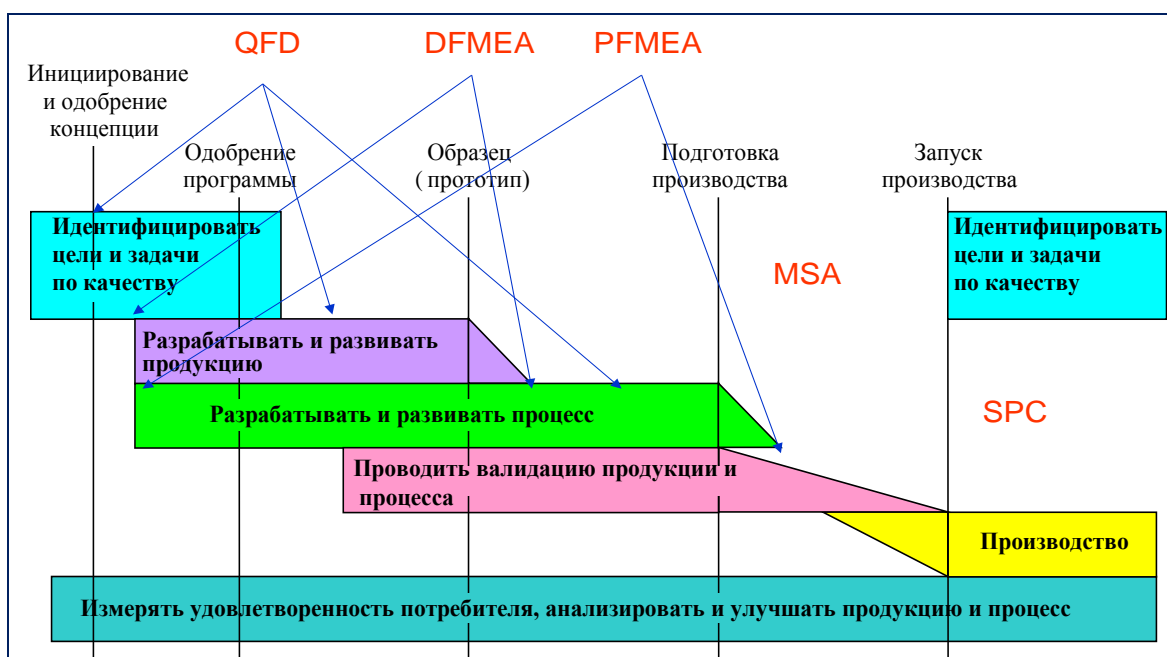 QFD
DFMEA
PFMEA
Инициирование
и одобрение
концепции
Одобрение
программы
Образец
( прототип)
Подготовка
производства
Запуск
производства
Идентифицировать
цели и задачи
по качеству
Идентифицировать
цели и задачи
по качеству
MSA
Разрабатывать и развивать
продукцию
Разрабатывать и развивать процесс
SPC
Проводить валидацию продукции и
процесса
Производство
Измерять удовлетворенность потребителя, анализировать и улучшать продукцию и процесс